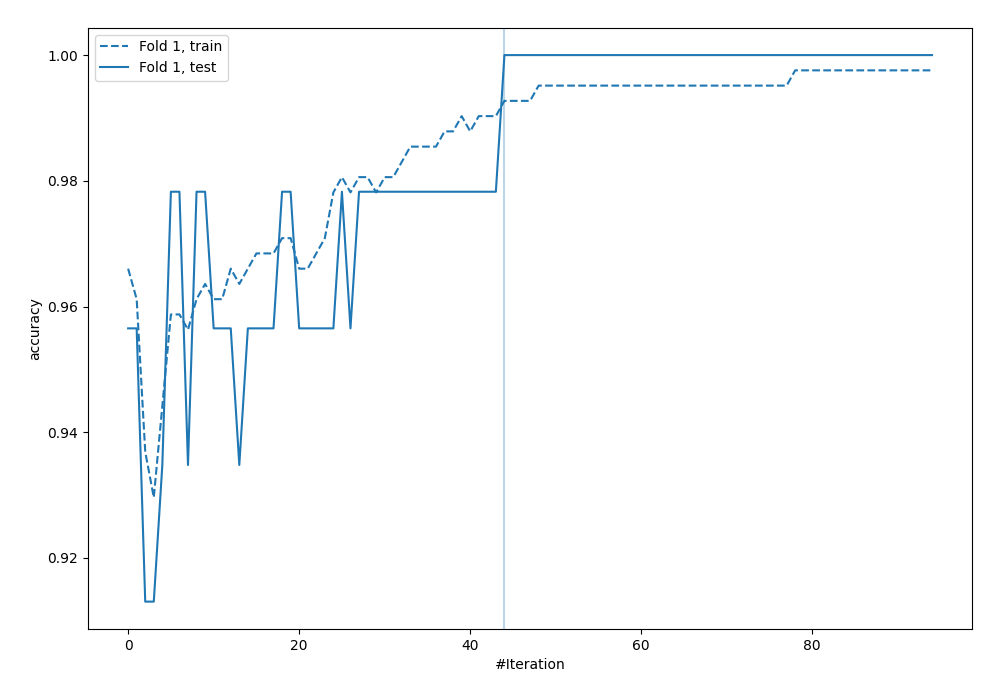 Fold 1, train
Fold 1, test
1.00
0.98
0.96
0.94
0.92
accuracy
0
20
40
60
80
#Iteration